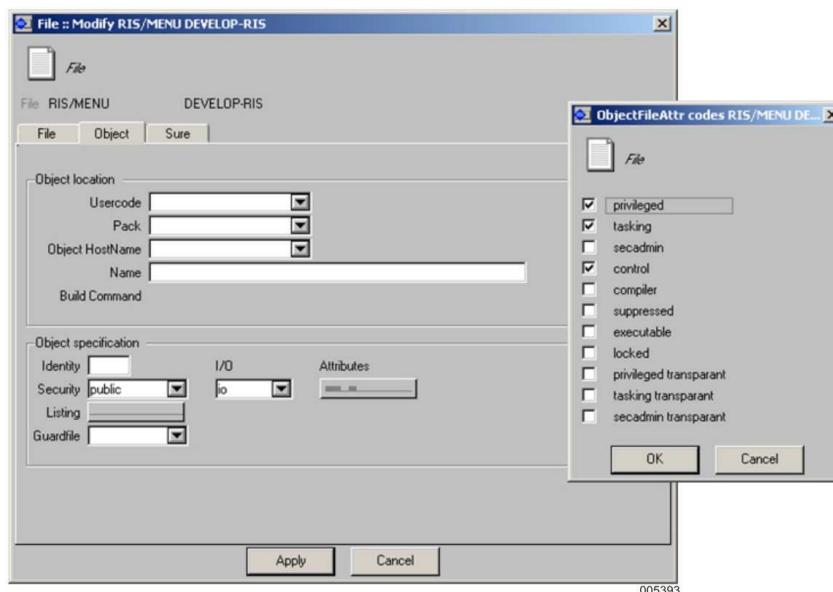 File :: Modify RIS/MENU DEVELOP-RIS
File
File RIS/MENU DEVELOP-RIS
File Object Sure
Object location
Usercode
Pack
Object HostName
Name
Build Command
Object specification
Identity I/O Attributes
Security public io
Listing
Guardfile
Apply Cancel
ObjectFileAttr codes RIS/MENU DE...
File
privileged
tasking
secadmin
control
compiler
suppressed
executable
locked
privileged transparant
tasking transparant
secadmin transparant
OK Cancel
005393